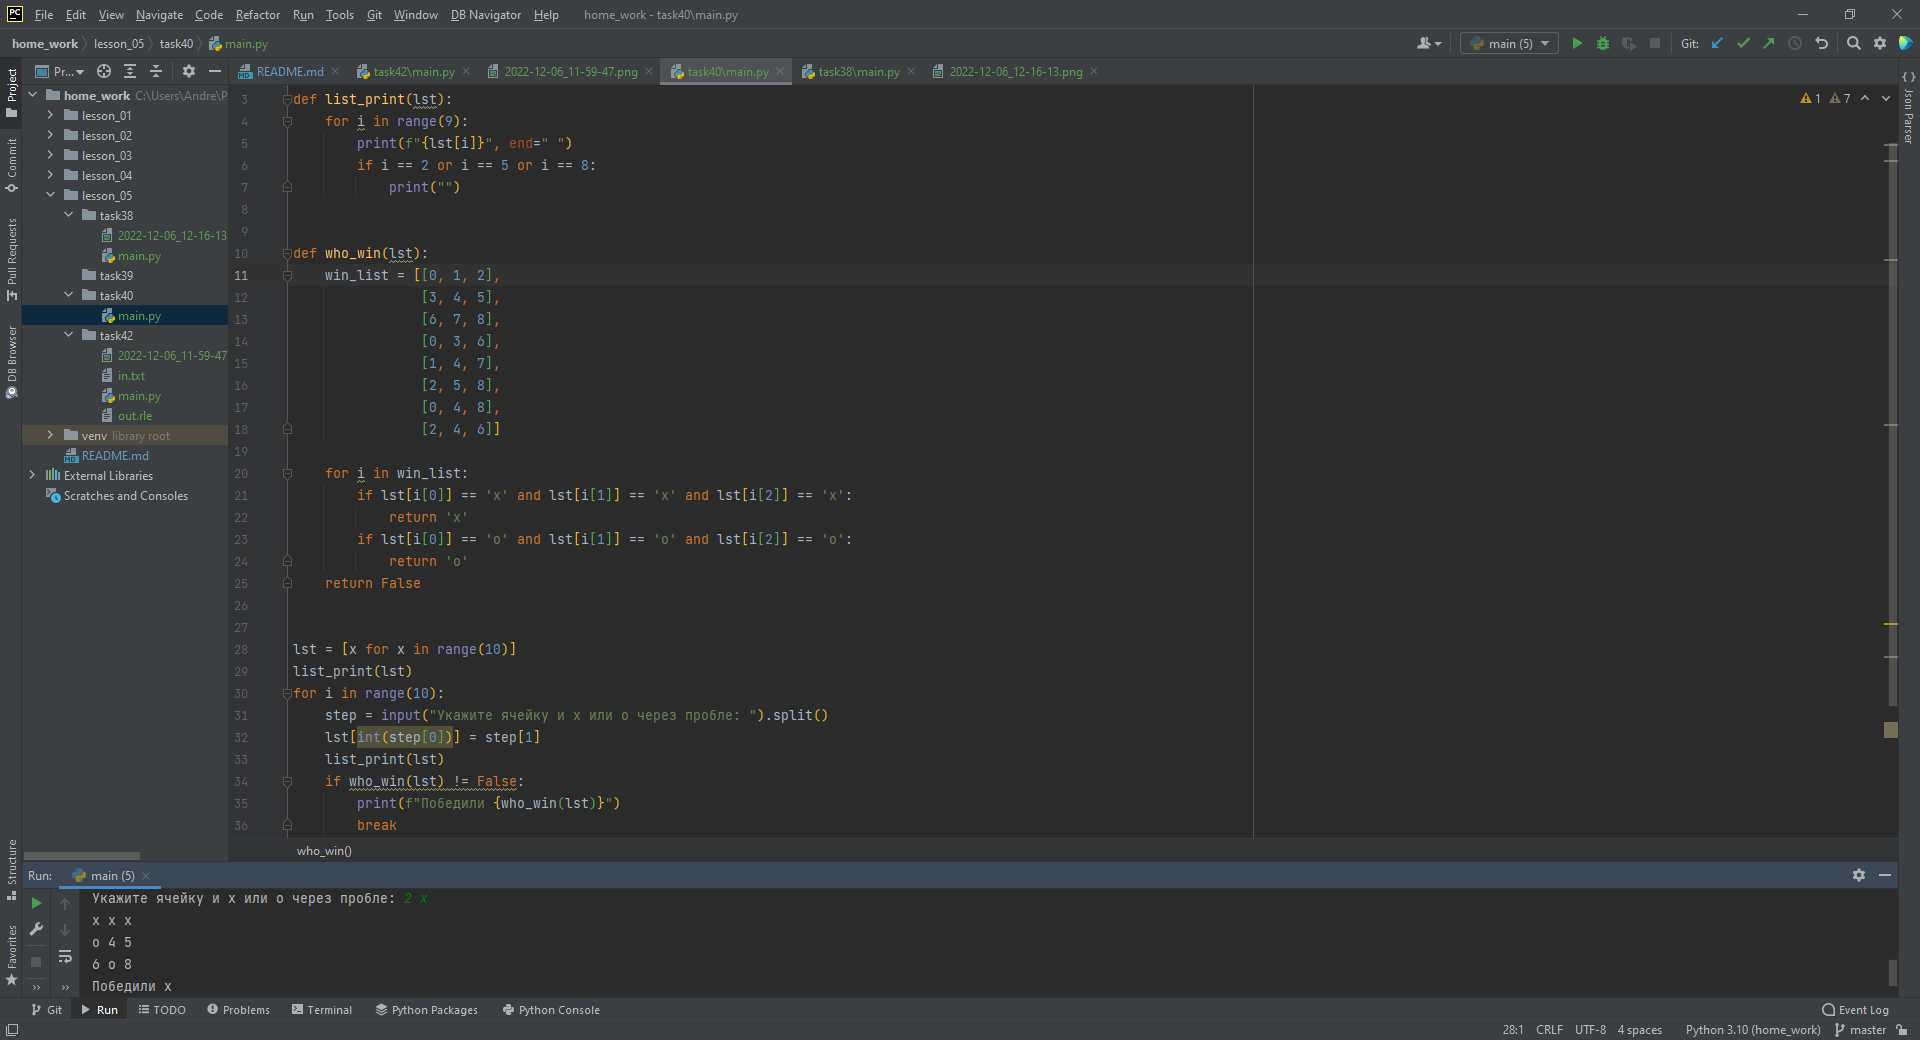 PC File Edit View Navigate Code Refactor Run Tools Git Window DB Navigator Help home_work - task40\main.py
home_work lesson_05 task40 main.py main (5) Git:
Pr... README.md task42\main.py 2022-12-06_11-59-47.png task40\main.py task38\main.py 2022-12-06_12-16-13.png
Project
Commit
Pull Requests
DB Browser
Structure
Favorites
home_work C:\Users\Andre\P
lesson_01
lesson_02
lesson_03
lesson_04
lesson_05
task38
2022-12-06_12-16-13
main.py
task39
task40
main.py
task42
2022-12-06_11-59-47
in.txt
main.py
out.rle
venv library root
README.md
External Libraries
Scratches and Consoles
1 7
Json Parser
3 def list_print(lst):
4 for i in range(9):
5 print(f"{lst[i]}", end=" ")
6 if i == 2 or i == 5 or i == 8:
7 print("")
8
9
10 def who_win(lst):
11 win_list = [[0, 1, 2],
12 [3, 4, 5],
13 [6, 7, 8],
14 [0, 3, 6],
15 [1, 4, 7],
16 [2, 5, 8],
17 [0, 4, 8],
18 [2, 4, 6]]
19
20 for i in win_list:
21 if lst[i[0]] == 'x' and lst[i[1]] == 'x' and lst[i[2]] == 'x':
22 return 'x'
23 if lst[i[0]] == 'o' and lst[i[1]] == 'o' and lst[i[2]] == 'o':
24 return 'o'
25 return False
26
27
28 lst = [x for x in range(10)]
29 list_print(lst)
30 for i in range(10):
31 step = input("Укажите ячейку и x или o через пробле: ").split()
32 lst[int(step[0])] = step[1]
33 list_print(lst)
34 if who_win(lst) != False:
35 print(f"Победили {who_win(lst)}")
36 break
who_win()
Run: main (5)
Укажите ячейку и x или o через пробле: 2 x
x x x
o 4 5
6 o 8
Победили x
Git Run TODO Problems Terminal Python Packages Python Console Event Log
28:1 CRLF UTF-8 4 spaces Python 3.10 (home_work) master